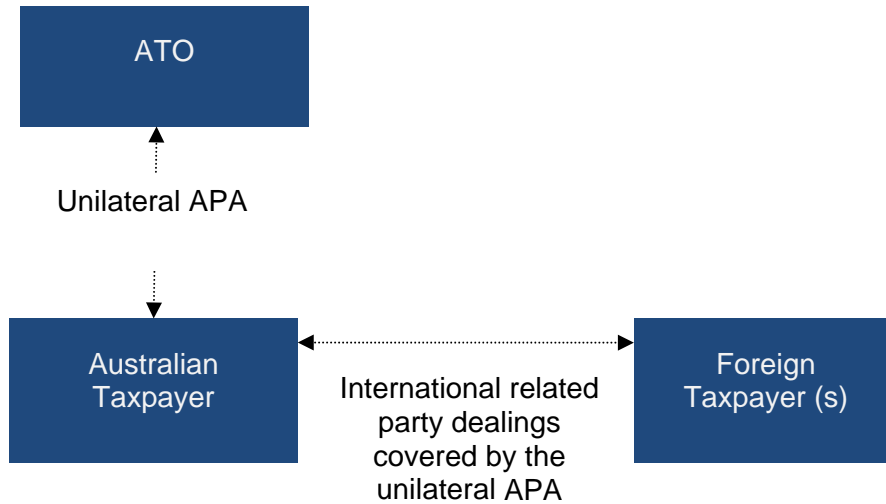 ATO
Unilateral APA
Australian
Taxpayer
International related
party dealings
covered by the
unilateral APA
Foreign
Taxpayer (s)